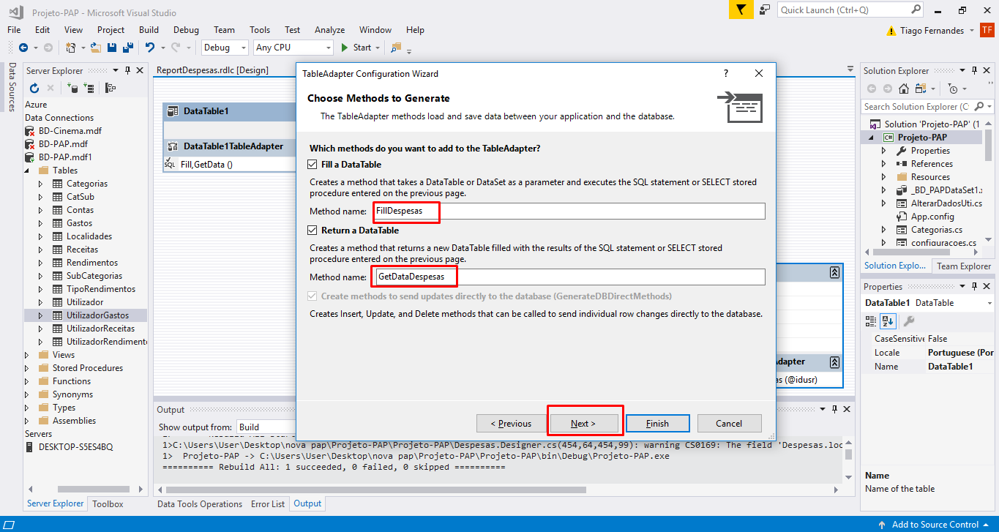 Projeto-PAP - Microsoft Visual Studio
Quick Launch (Ctrl+Q)
File Edit View Project Build Debug Team Tools Test Analyze Window Help
Tiago Fernandes TF
Debug Any CPU Start
Data Sources
Server Explorer
Azure
Data Connections
BD-Cinema.mdf
BD-PAP.mdf
BD-PAP.mdf1
Tables
Categorias
CatSub
Contas
Gastos
Localidades
Receitas
Rendimentos
SubCategorias
TipoRendimentos
Utilizador
UtilizadorGastos
UtilizadorReceitas
UtilizadorRendimento
Views
Stored Procedures
Functions
Synonyms
Types
Assemblies
Servers
DESKTOP-S5ES4BQ
Server Explorer Toolbox
ReportDespesas.rdlc [Design]
DataTable1
DataTable1TableAdapter
SQL Fill,GetData ()
TableAdapter Configuration Wizard
?
Choose Methods to Generate
The TableAdapter methods load and save data between your application and the database.
Which methods do you want to add to the TableAdapter?
Fill a DataTable
Creates a method that takes a DataTable or DataSet as a parameter and executes the SQL statement or SELECT stored
procedure entered on the previous page.
Method name: FillDespesas
Return a DataTable
Creates a method that returns a new DataTable filled with the results of the SQL statement or SELECT stored
procedure entered on the previous page.
Method name: GetDataDespesas
Create methods to send updates directly to the database (GenerateDBDirectMethods)
Creates Insert, Update, and Delete methods that can be called to send individual row changes directly to the database.
< Previous Next > Finish Cancel
Adapter
as (@idusr)
Output
Show output from: Build
1>C:\Users\User\Desktop\nova pap\Projeto-PAP\Projeto-PAP\Despesas.Designer.cs(454,64,454,99): warning CS0169: The field 'Despesas.loc
1> Projeto-PAP -> C:\Users\User\Desktop\nova pap\Projeto-PAP\Projeto-PAP\bin\Debug\Projeto-PAP.exe
========== Rebuild All: 1 succeeded, 0 failed, 0 skipped ==========
Data Tools Operations Error List Output
Solution Explorer
Search Solution Explorer (C
Solution 'Projeto-PAP' (1
C# Projeto-PAP
Properties
References
Resources
_BD_PAPDataSet1.x
AlterarDadosUti.cs
App.config
Categorias.cs
configuracoes.cs
Solution Explo... Team Explorer
Properties
DataTable1 DataTable
CaseSensitive False
Locale Portuguese (Por
Name DataTable1
Name
Name of the table
Add to Source Control